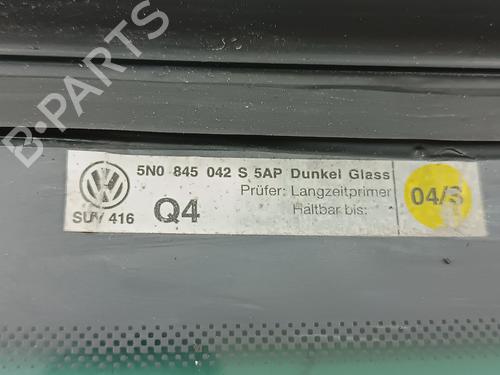 B-PARTS
5N0 845 042 S 5AP Dunkel Glass
Prüfer: Langzeitprimer
SUV 416 Q4 Haltbar bis:
04/S